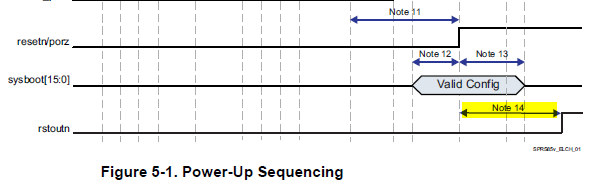 Note 11
resetn/porz
Note 12
Note 13
sysboot[15:0]
Valid Config
Note 14
rstoutn
SPRS85v_ELCH_01
Figure 5-1. Power-Up Sequencing